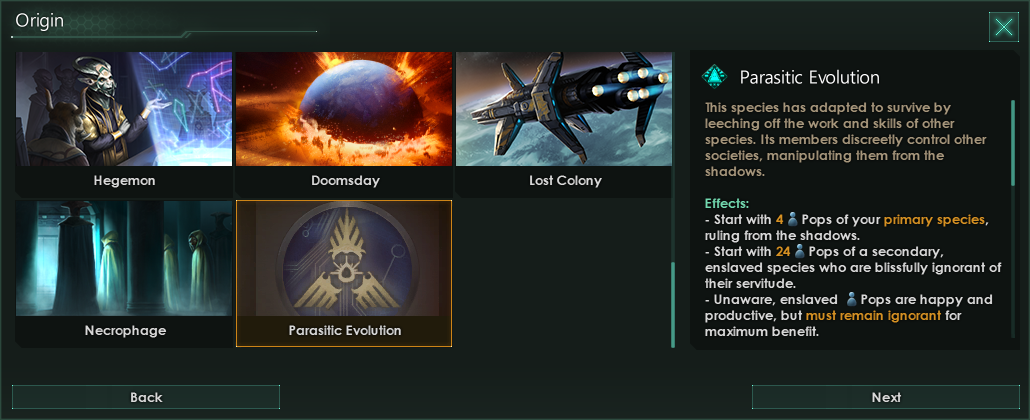 Origin
Hegemon
Doomsday
Lost Colony
Necrophage
Parasitic Evolution
Parasitic Evolution
This species has adapted to survive by
leeching off the work and skills of other
species. Its members discreetly control other
societies, manipulating them from the
shadows.
Effects:
- Start with 4 Pops of your primary species,
ruling from the shadows.
- Start with 24 Pops of a secondary,
enslaved species who are blissfully ignorant of
their servitude.
- Unaware, enslaved Pops are happy and
productive, but must remain ignorant for
maximum benefit.
Back
Next